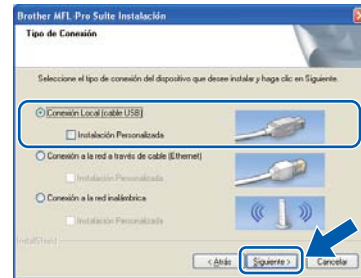 Brother MFL-Pro Suite Instalación
Tipo de Conexión
Seleccione el tipo de conexión del dispositivo que desee instalar y haga clic en Siguiente.
Conexión Local (cable USB)
Instalación Personalizada
Conexión a la red a través de cable (Ethernet)
Instalación Personalizada
Conexión a la red inalámbrica
Instalación Personalizada
InstallShield
< Atrás
Siguiente >
Cancelar